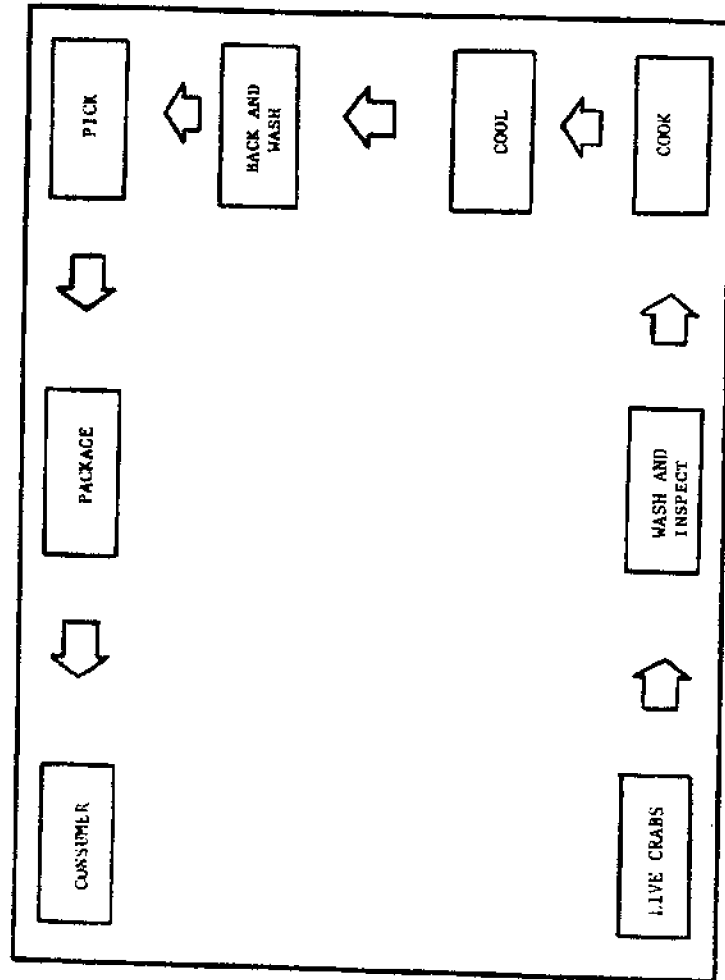 CONSUMER
PACKAGE
PICK
BACK AND
WASH
COOL
LIVE CRABS
WASH AND
INSPECT
COOK